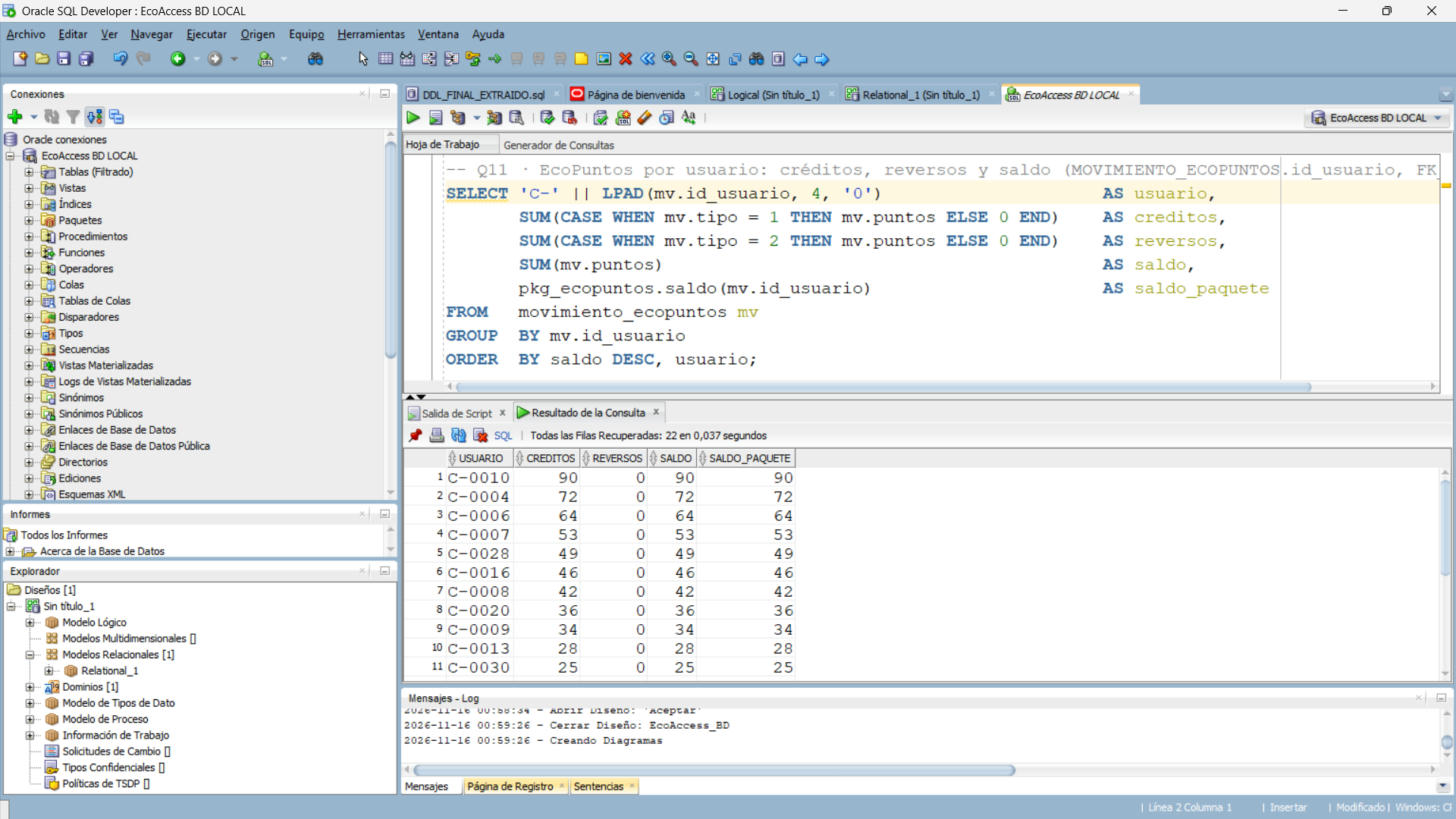 Oracle SQL Developer : EcoAccess BD LOCAL
Archivo Editar Ver Navegar Ejecutar Origen Equipo Herramientas Ventana Ayuda
Conexiones
Oracle conexiones
EcoAccess BD LOCAL
Tablas (Filtrado)
Vistas
Índices
Paquetes
Procedimientos
Funciones
Operadores
Colas
Tablas de Colas
Disparadores
Tipos
Secuencias
Vistas Materializadas
Logs de Vistas Materializadas
Sinónimos
Sinónimos Públicos
Enlaces de Base de Datos
Enlaces de Base de Datos Pública
Directorios
Ediciones
Esquemas XML
Informes
Todos los Informes
Acerca de la Base de Datos
Explorador
Diseños [1]
Sin título_1
Modelo Lógico
Modelos Multidimensionales []
Modelos Relacionales [1]
Relational_1
Dominios [1]
Modelo de Tipos de Dato
Modelo de Proceso
Información de Trabajo
Solicitudes de Cambio []
Tipos Confidenciales []
Políticas de TSDP []
DDL_FINAL_EXTRAIDO.sql Página de bienvenida Logical (Sin título_1) Relational_1 (Sin título_1) EcoAccess BD LOCAL
EcoAccess BD LOCAL
Hoja de Trabajo Generador de Consultas
-- Q11 · EcoPuntos por usuario: créditos, reversos y saldo (MOVIMIENTO_ECOPUNTOS.id_usuario, FK
SELECT 'C-' || LPAD(mv.id_usuario, 4, '0') AS usuario,
SUM(CASE WHEN mv.tipo = 1 THEN mv.puntos ELSE 0 END) AS creditos,
SUM(CASE WHEN mv.tipo = 2 THEN mv.puntos ELSE 0 END) AS reversos,
SUM(mv.puntos) AS saldo,
pkg_ecopuntos.saldo(mv.id_usuario) AS saldo_paquete
FROM movimiento_ecopuntos mv
GROUP BY mv.id_usuario
ORDER BY saldo DESC, usuario;
Salida de Script Resultado de la Consulta
SQL | Todas las Filas Recuperadas: 22 en 0,037 segundos
USUARIO CREDITOS REVERSOS SALDO SALDO_PAQUETE
1 C-0010 90 0 90 90
2 C-0004 72 0 72 72
3 C-0006 64 0 64 64
4 C-0007 53 0 53 53
5 C-0028 49 0 49 49
6 C-0016 46 0 46 46
7 C-0008 42 0 42 42
8 C-0020 36 0 36 36
9 C-0009 34 0 34 34
10 C-0013 28 0 28 28
11 C-0030 25 0 25 25
Mensajes - Log
2026-11-16 00:58:34 - Abrir Diseño: 'Aceptar'
2026-11-16 00:59:26 - Cerrar Diseño: EcoAccess_BD
2026-11-16 00:59:26 - Creando Diagramas
Mensajes Página de Registro Sentencias
| Línea 2 Columna 1 | Insertar | Modificado | Windows: C